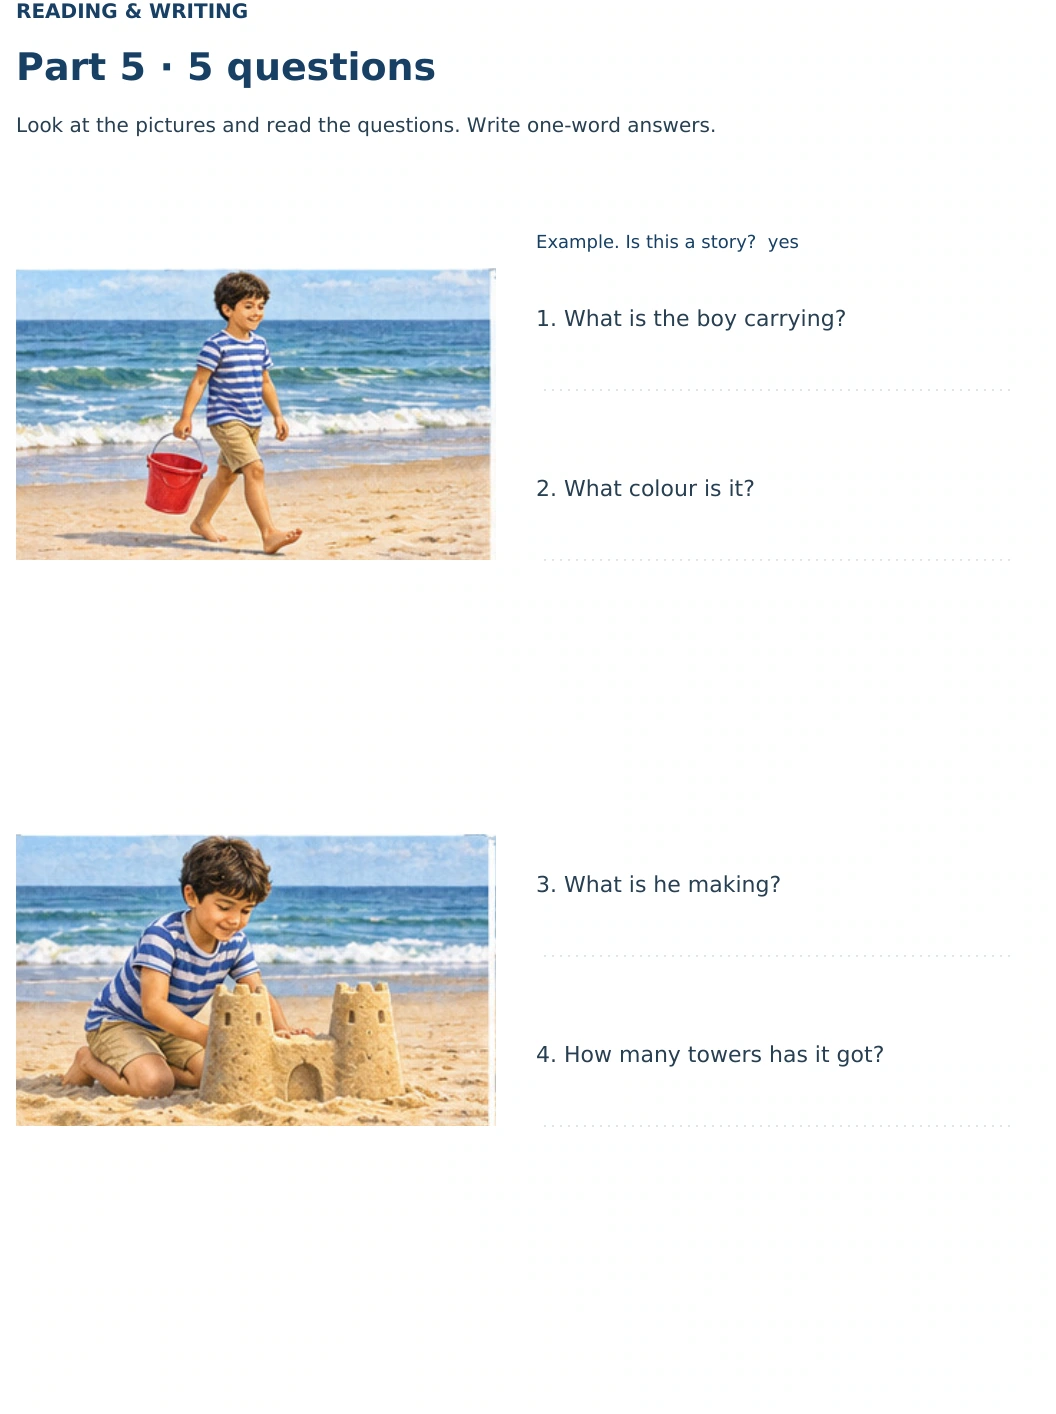 READING & WRITING
Part 5 · 5 questions
Look at the pictures and read the questions. Write one-word answers.
Example. Is this a story?  yes
1. What is the boy carrying?
2. What colour is it?
3. What is he making?
4. How many towers has it got?